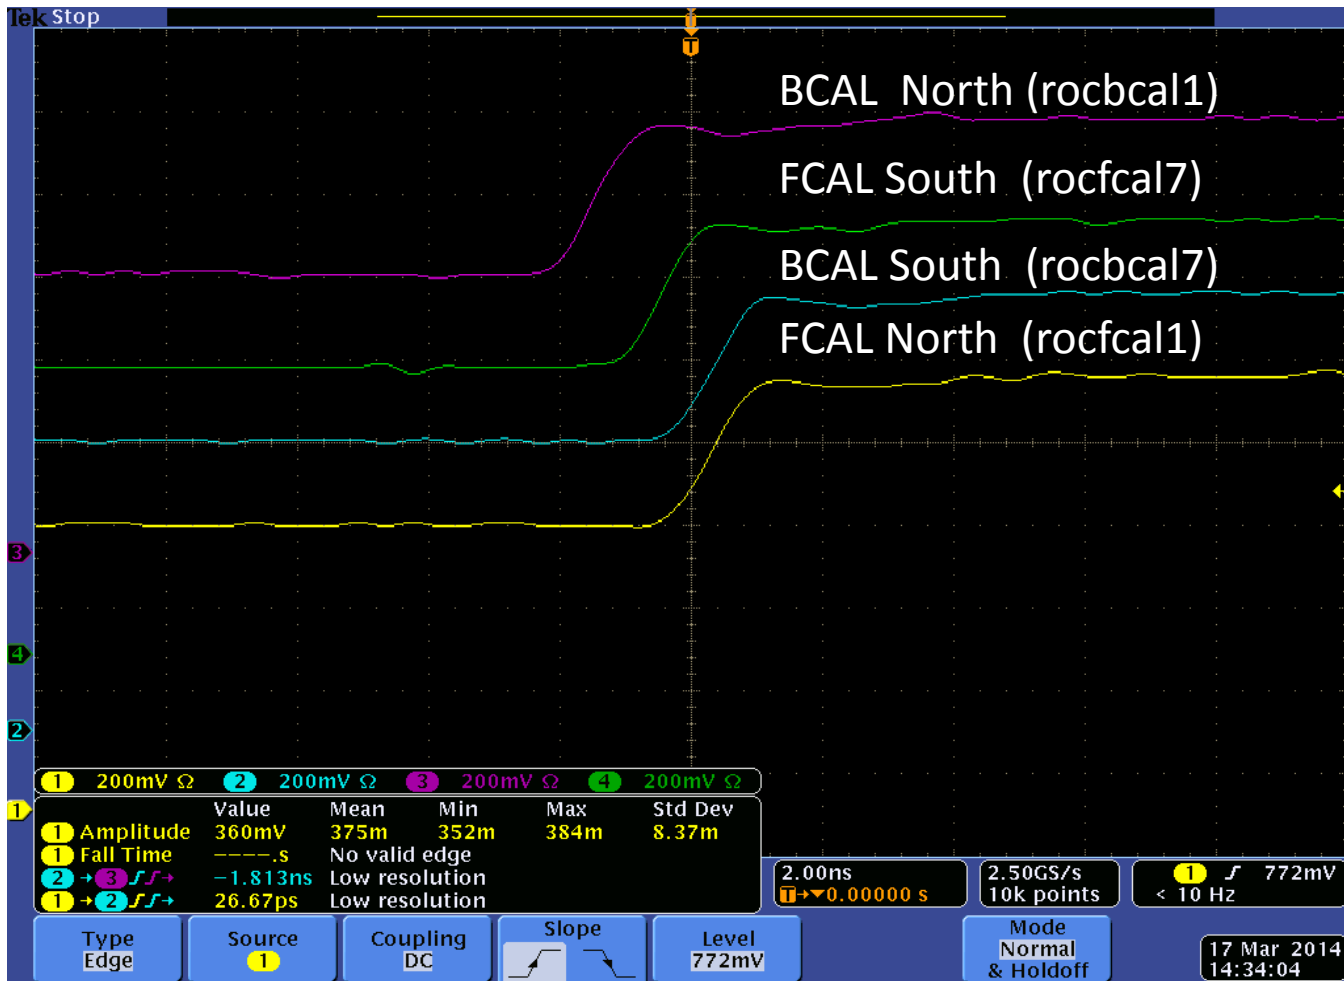 Tek Stop
T
T
BCAL North (rocbcal1)
FCAL South (rocfcal7)
BCAL South (rocbcal7)
FCAL North (rocfcal1)
3
4
2
1
1 200mV Ω 2 200mV Ω 3 200mV Ω 4 200mV Ω
Value Mean Min Max Std Dev
1 Amplitude 360mV 375m 352m 384m 8.37m
1 Fall Time ----.s No valid edge
2 → 3 −1.813ns Low resolution
1 → 2 26.67ps Low resolution
2.00ns
T→▼0.00000 s
2.50GS/s
10k points
1 772mV
< 10 Hz
Type
Edge
Source
1
Coupling
DC
Slope
Level
772mV
Mode
Normal
& Holdoff
17 Mar 2014
14:34:04